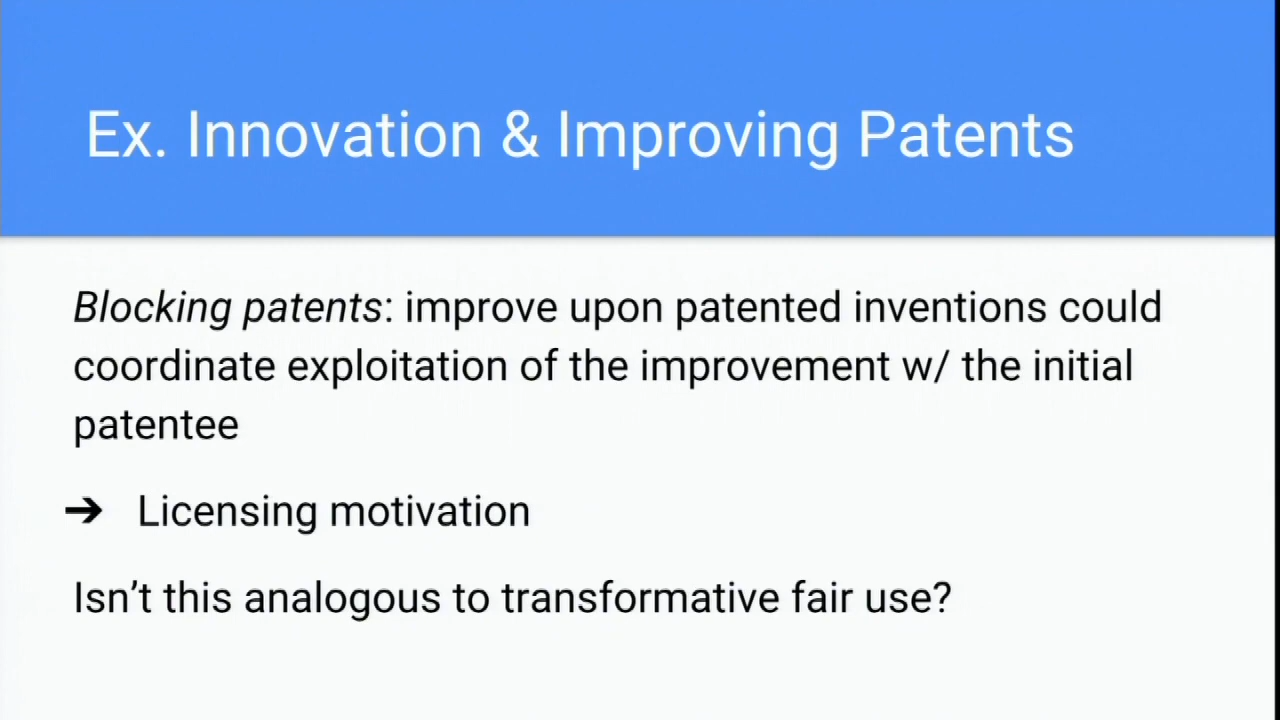 Ex. Innovation & Improving Patents
Blocking patents: improve upon patented inventions could
coordinate exploitation of the improvement w/ the initial
patentee
➔ Licensing motivation
Isn’t this analogous to transformative fair use?